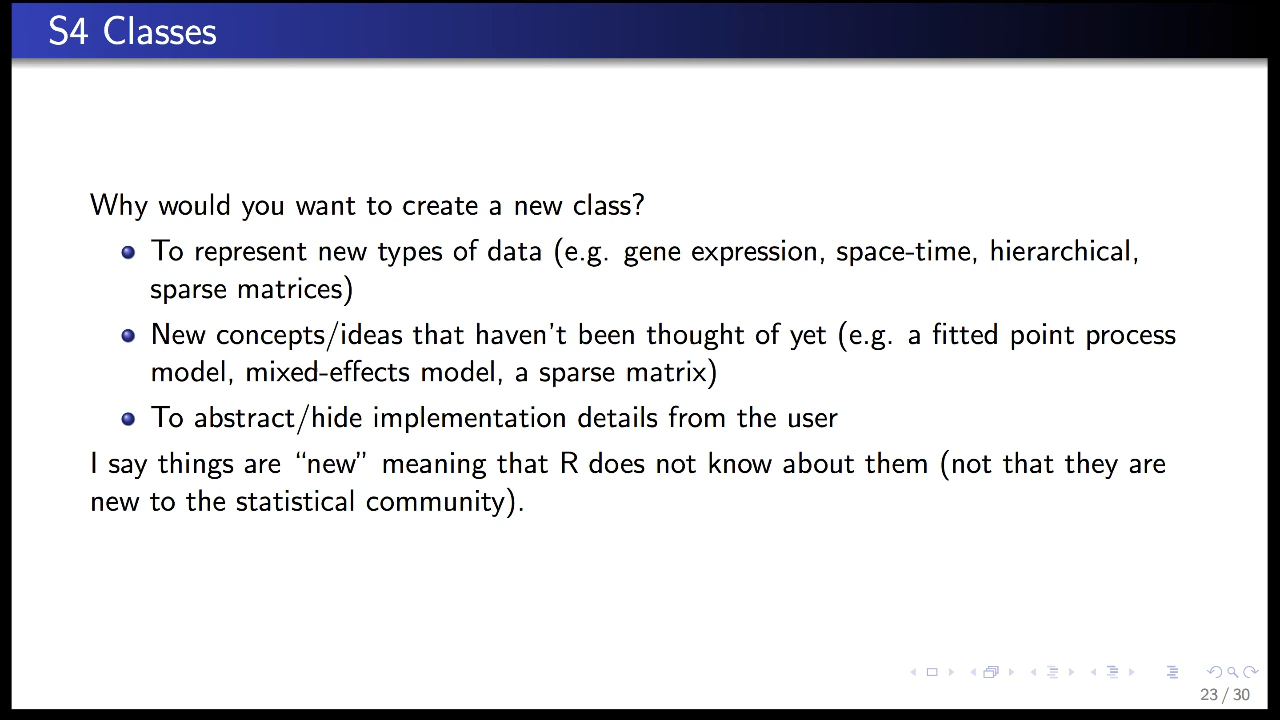 S4 Classes
Why would you want to create a new class?
To represent new types of data (e.g. gene expression, space-time, hierarchical,
sparse matrices)
New concepts/ideas that haven't been thought of yet (e.g. a fitted point process
model, mixed-effects model, a sparse matrix)
To abstract/hide implementation details from the user
I say things are “new” meaning that R does not know about them (not that they are
new to the statistical community).
23 / 30